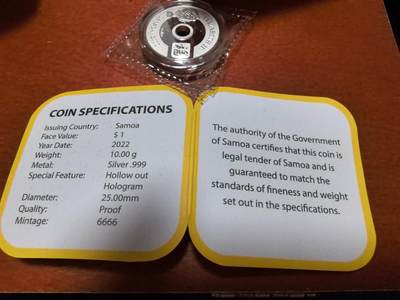 COIN SPECIFICATIONS
Issuing Country: Samoa
Face Value: $ 1
Year Date: 2022
Weight: 10.00 g
Metal: Silver .999
Special Feature: Hollow out
Hologram
Diameter: 25.00mm
Quality: Proof
Mintage: 6666
The authority of the Government
of Samoa certifies that this coin is
legal tender of Samoa and is
guaranteed to match the
standards of fineness and weight
set out in the specifications.